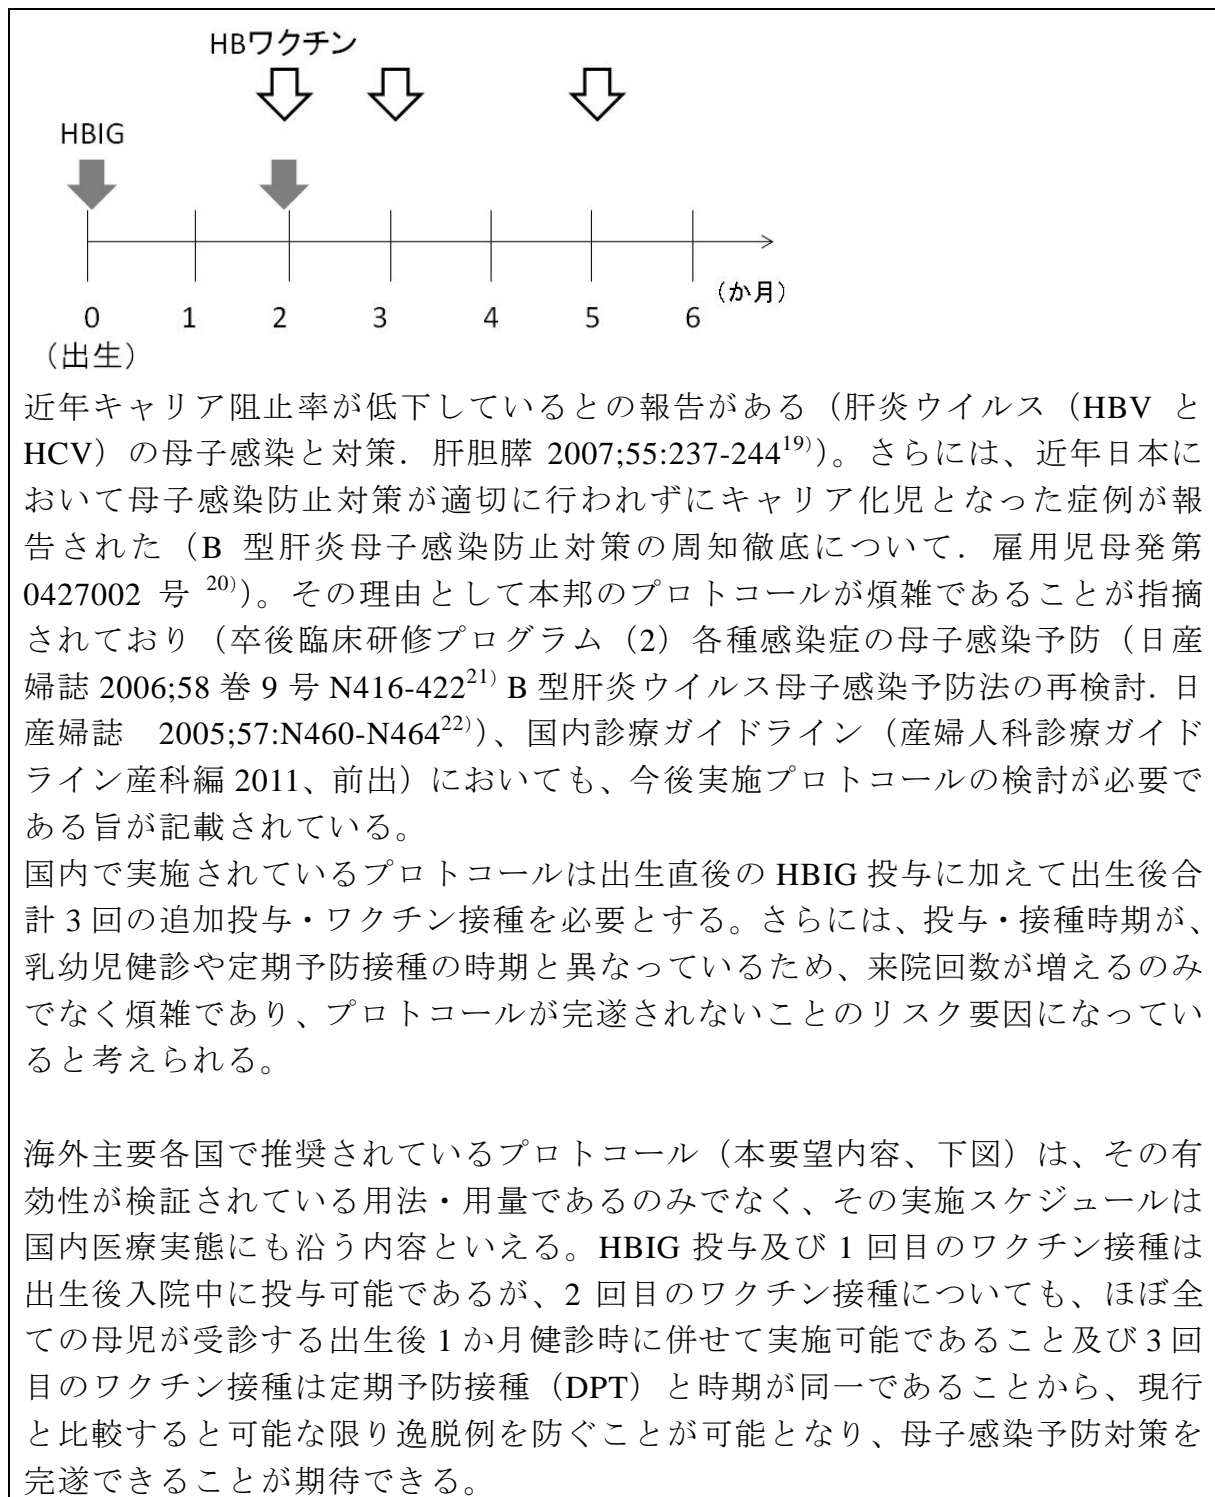 HBワクチン
HBIG
0 1 2 3 4 5 6 (か月)
(出生)
近年キャリア阻止率が低下しているとの報告がある(肝炎ウイルス(HBV と
HCV)の母子感染と対策.肝胆膵 2007;55:237-24419))。さらには、近年日本に
おいて母子感染防止対策が適切に行われずにキャリア化児となった症例が報
告された(B 型肝炎母子感染防止対策の周知徹底について.雇用児母発第
0427002 号 20))。その理由として本邦のプロトコールが煩雑であることが指摘
されており(卒後臨床研修プログラム(2)各種感染症の母子感染予防(日産
婦誌 2006;58 巻 9 号 N416-42221) B 型肝炎ウイルス母子感染予防法の再検討.日
産婦誌 2005;57:N460-N46422))、国内診療ガイドライン(産婦人科診療ガイド
ライン産科編 2011、前出)においても、今後実施プロトコールの検討が必要で
ある旨が記載されている。
国内で実施されているプロトコールは出生直後の HBIG 投与に加えて出生後合
計 3 回の追加投与・ワクチン接種を必要とする。さらには、投与・接種時期が、
乳幼児健診や定期予防接種の時期と異なっているため、来院回数が増えるのみ
でなく煩雑であり、プロトコールが完遂されないことのリスク要因になってい
ると考えられる。
海外主要各国で推奨されているプロトコール(本要望内容、下図)は、その有
効性が検証されている用法・用量であるのみでなく、その実施スケジュールは
国内医療実態にも沿う内容といえる。HBIG 投与及び 1 回目のワクチン接種は
出生後入院中に投与可能であるが、2 回目のワクチン接種についても、ほぼ全
ての母児が受診する出生後 1 か月健診時に併せて実施可能であること及び 3 回
目のワクチン接種は定期予防接種(DPT)と時期が同一であることから、現行
と比較すると可能な限り逸脱例を防ぐことが可能となり、母子感染予防対策を
完遂できることが期待できる。